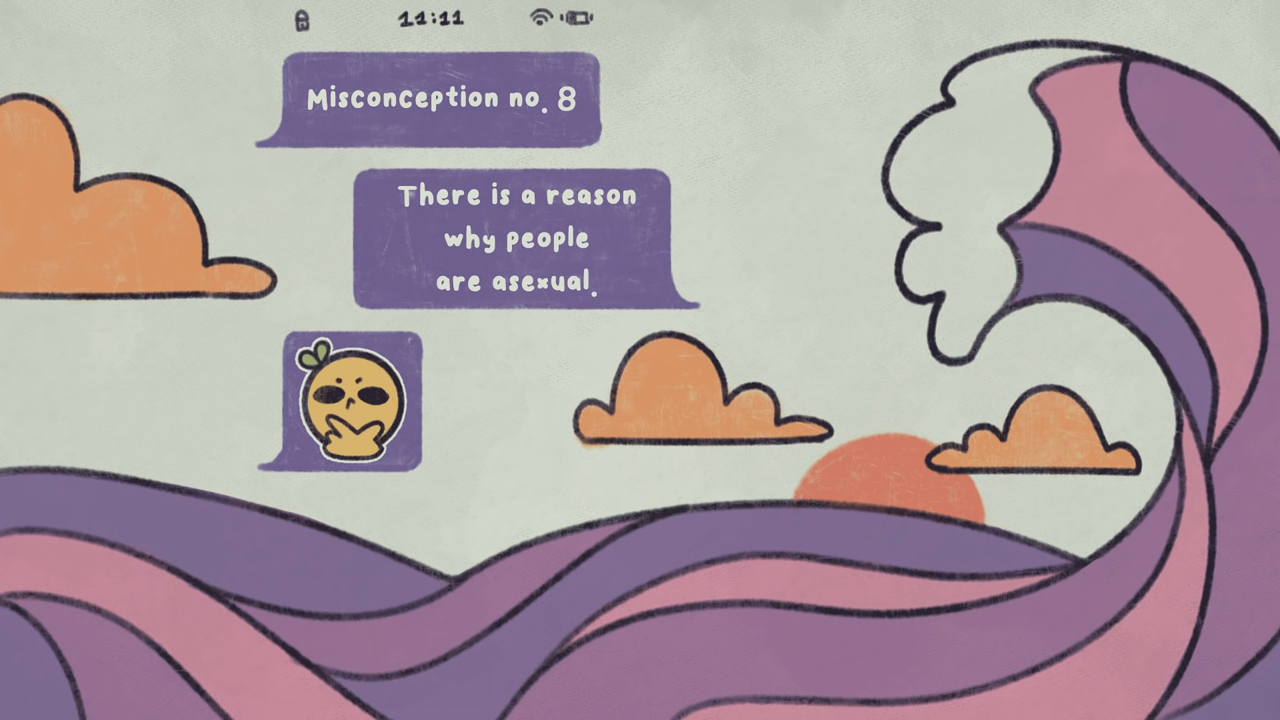 11:11
Misconception no. 8
There is a reason
why people
are asexual.